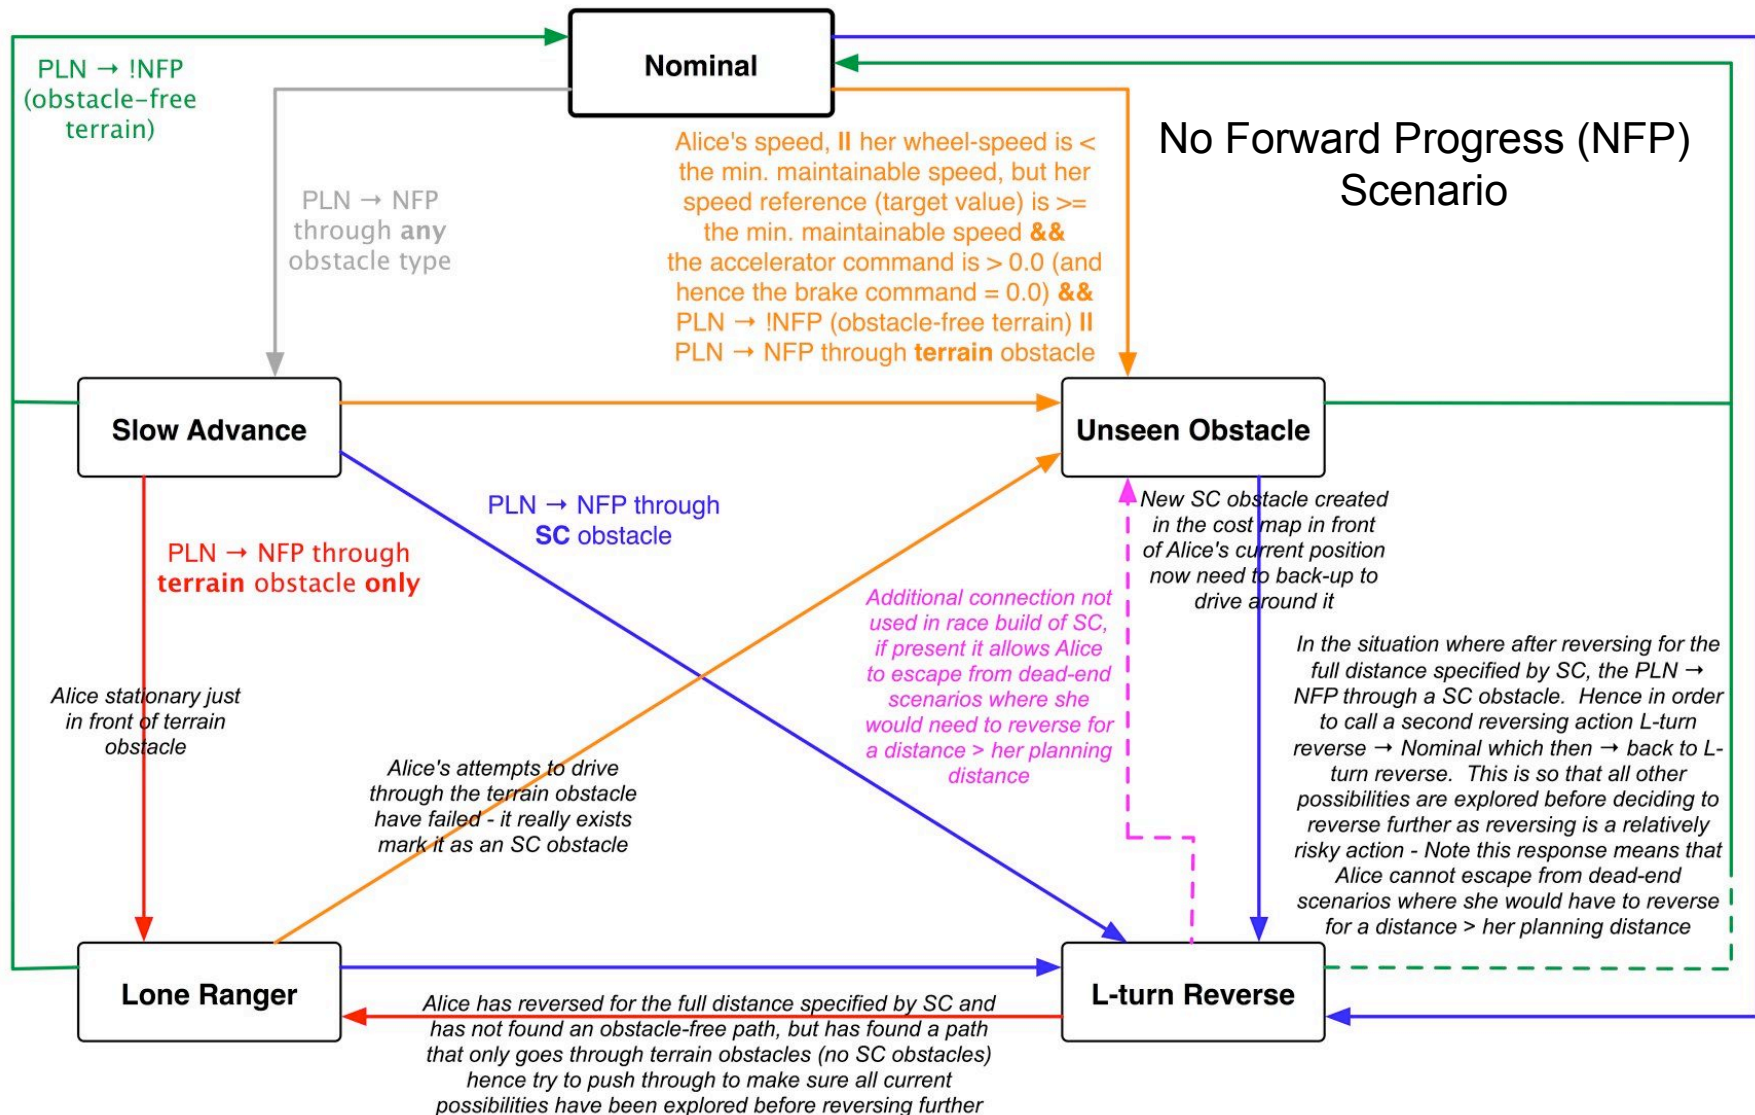 Nominal
No Forward Progress (NFP)
Scenario
PLN → !NFP
(obstacle-free
terrain)
PLN → NFP
through any
obstacle type
Alice's speed, II her wheel-speed is <
the min. maintainable speed, but her
speed reference (target value) is >=
the min. maintainable speed &&
the accelerator command is > 0.0 (and
hence the brake command = 0.0) &&
PLN → !NFP (obstacle-free terrain) II
PLN → NFP through terrain obstacle
Slow Advance
Unseen Obstacle
PLN → NFP through
SC obstacle
PLN → NFP through
terrain obstacle only
New SC obstacle created
in the cost map in front
of Alice's current position
now need to back-up to
drive around it
Additional connection not
used in race build of SC,
if present it allows Alice
to escape from dead-end
scenarios where she
would need to reverse for
a distance > her planning
distance
In the situation where after reversing for the
full distance specified by SC, the PLN →
NFP through a SC obstacle. Hence in order
to call a second reversing action L-turn
reverse → Nominal which then → back to L-
turn reverse. This is so that all other
possibilities are explored before deciding to
reverse further as reversing is a relatively
risky action - Note this response means that
Alice cannot escape from dead-end
scenarios where she would have to reverse
for a distance > her planning distance
Alice stationary just
in front of terrain
obstacle
Alice's attempts to drive
through the terrain obstacle
have failed - it really exists
mark it as an SC obstacle
Lone Ranger
L-turn Reverse
Alice has reversed for the full distance specified by SC and
has not found an obstacle-free path, but has found a path
that only goes through terrain obstacles (no SC obstacles)
hence try to push through to make sure all current
possibilities have been explored before reversing further